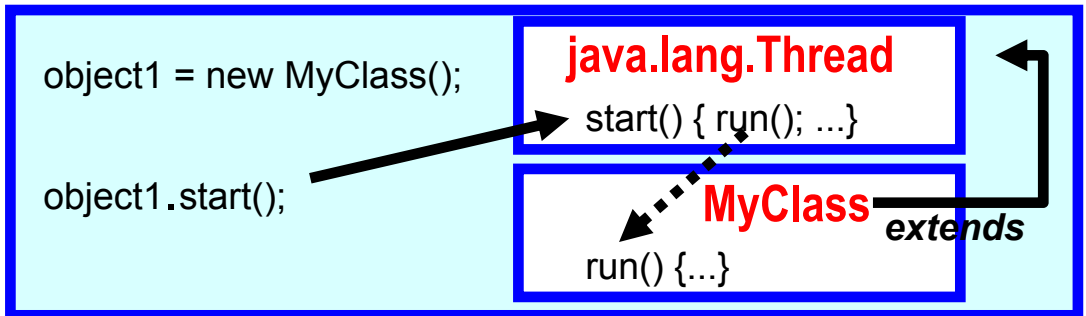 object1 = new MyClass();
object1.start();
java.lang.Thread
start() { run(); ...}
MyClass
extends
run() {...}